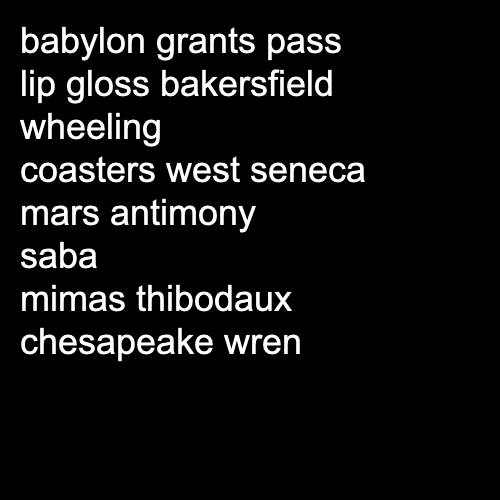 babylon grants pass
lip gloss bakersfield
wheeling
coasters west seneca
mars antimony
saba
mimas thibodaux
chesapeake wren